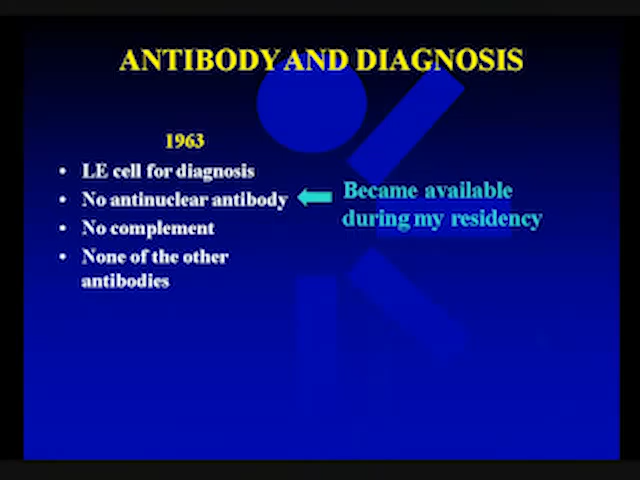 ANTIBODY AND DIAGNOSIS
1963
• LE cell for diagnosis
• No antinuclear antibody
Became available
during my residency
• No complement
• None of the other
antibodies